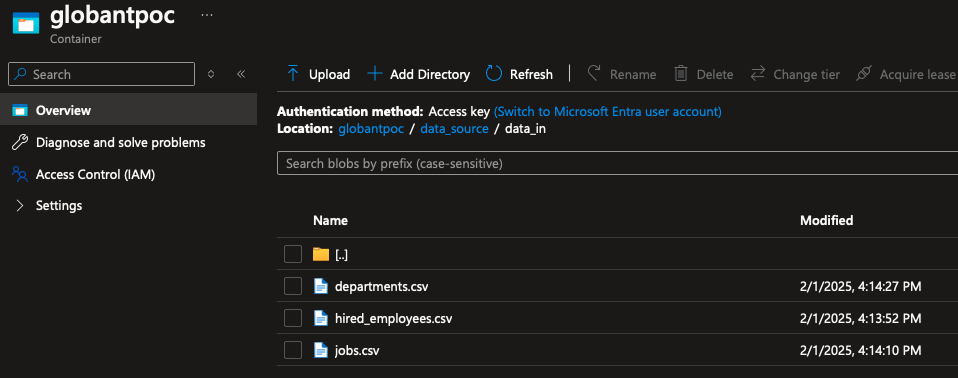 globantpoc ...
Container
Search
Overview
Diagnose and solve problems
Access Control (IAM)
Settings
Upload Add Directory Refresh Rename Delete Change tier Acquire lease
Authentication method: Access key (Switch to Microsoft Entra user account)
Location: globantpoc / data_source / data_in
Search blobs by prefix (case-sensitive)
Name Modified
[..]
departments.csv 2/1/2025, 4:14:27 PM
hired_employees.csv 2/1/2025, 4:13:52 PM
jobs.csv 2/1/2025, 4:14:10 PM